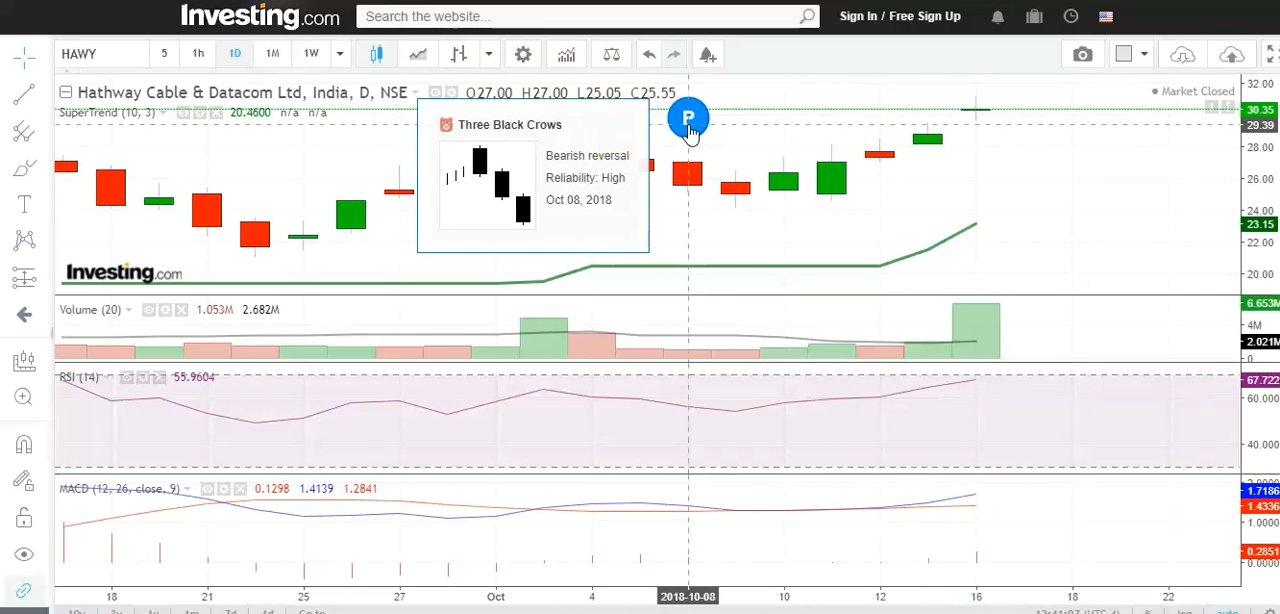 Investing.com
Search the website...
Sign In / Free Sign Up
HAWY 5 1h 1D 1M 1W
Hathway Cable & Datacom Ltd, India, D, NSE O27.00 H27.00 L25.05 C25.55
Market Closed
SuperTrend (10, 3) 20.4600 n/a n/a
P
Three Black Crows
Bearish reversal
Reliability: High
Oct 08, 2018
32.00
30.35
29.39
28.00
26.00
24.00
23.15
22.00
20.00
Investing.com
Volume (20) 1.053M 2.682M
6.653M
4M
2.021M
0
RSI (14) 55.9604
67.722
60.000
40.000
MACD (12, 26, close, 9) 0.1298 1.4139 1.2841
1.7186
1.4336
1.0000
0.2851
0.0000
18 21 25 27 Oct 4 2018-10-08 10 12 16 18 22